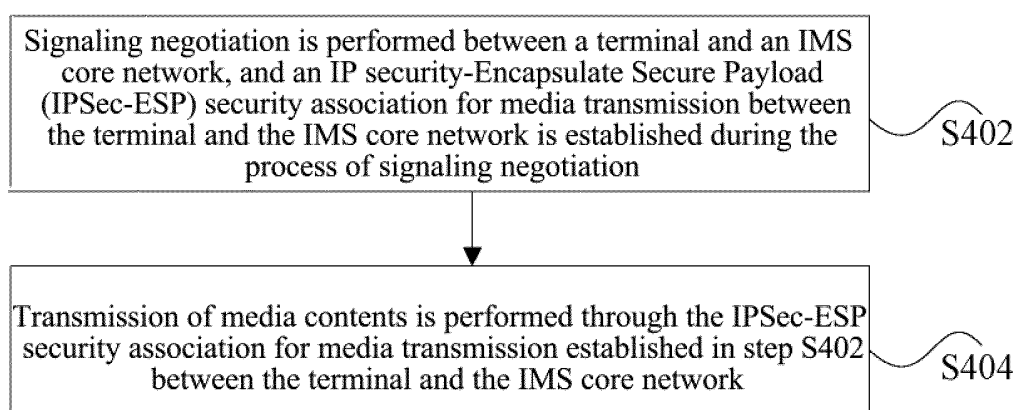 Signaling negotiation is performed between a terminal and an IMS
core network, and an IP security-Encapsulate Secure Payload
(IPSec-ESP) security association for media transmission between
the terminal and the IMS core network is established during the
process of signaling negotiation
S402
Transmission of media contents is performed through the IPSec-ESP
security association for media transmission established in step S402
between the terminal and the IMS core network
S404